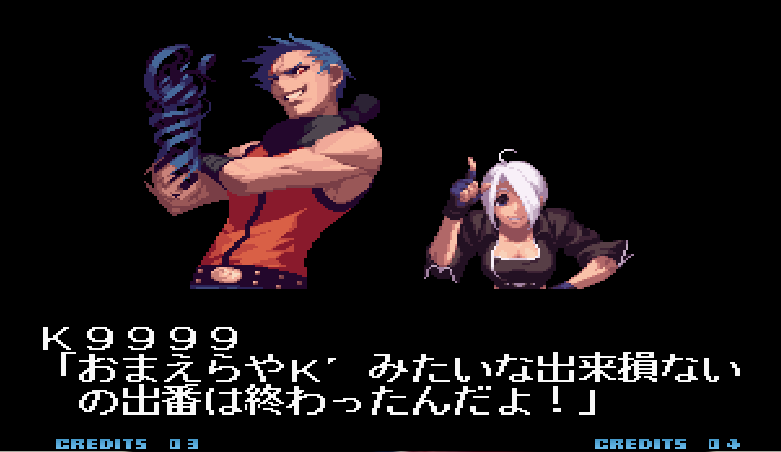 K9999
「おまえらやK′ みたいな出来損ない
の出番は終わったんだよ！」
CREDITS 03
CREDITS 04